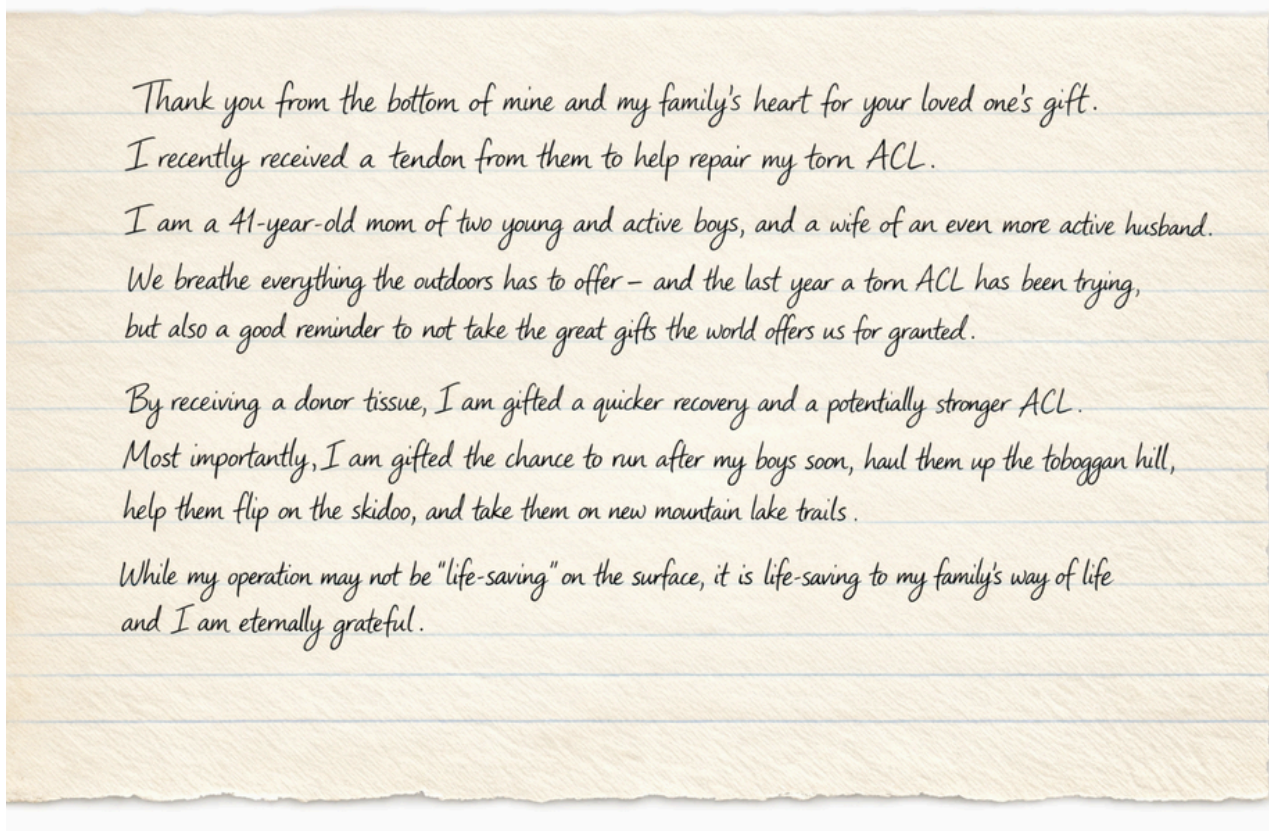 Thank you from the bottom of mine and my family's heart for your loved one's gift.
I recently received a tendon from them to help repair my torn ACL.
I am a 41-year-old mom of two young and active boys, and a wife of an even more active husband.
We breathe everything the outdoors has to offer – and the last year a torn ACL has been trying,
but also a good reminder to not take the great gifts the world offers us for granted.
By receiving a donor tissue, I am gifted a quicker recovery and a potentially stronger ACL.
Most importantly, I am gifted the chance to run after my boys soon, haul them up the toboggan hill,
help them flip on the skidoo, and take them on new mountain lake trails.
While my operation may not be "life-saving" on the surface, it is life-saving to my family's way of life
and I am eternally grateful.